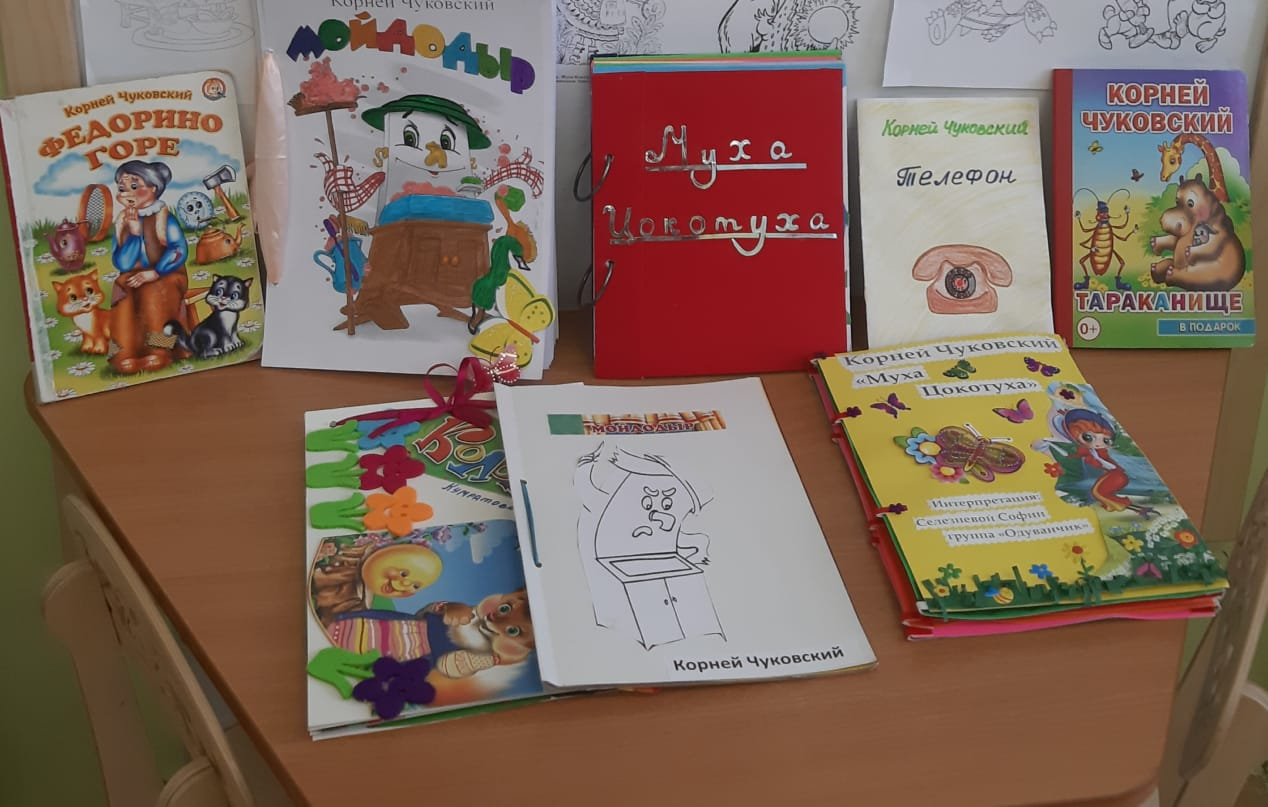 Корней Чуковский
ФЕДОРИНО
ГОРЕ
Корней Чуковский
МОЙДОДЫР
Муха
Цокотуха
Корней Чуковский
Телефон
КОРНЕЙ
ЧУКОВСКИЙ
ТАРАКАНИЩЕ
0+
В ПОДАРОК
МОЙДОДЫР
Корней Чуковский
Корней Чуковский
«Муха
Цокотуха»
Интерпретация:
Селезневой Софии
группа «Одуванчик»